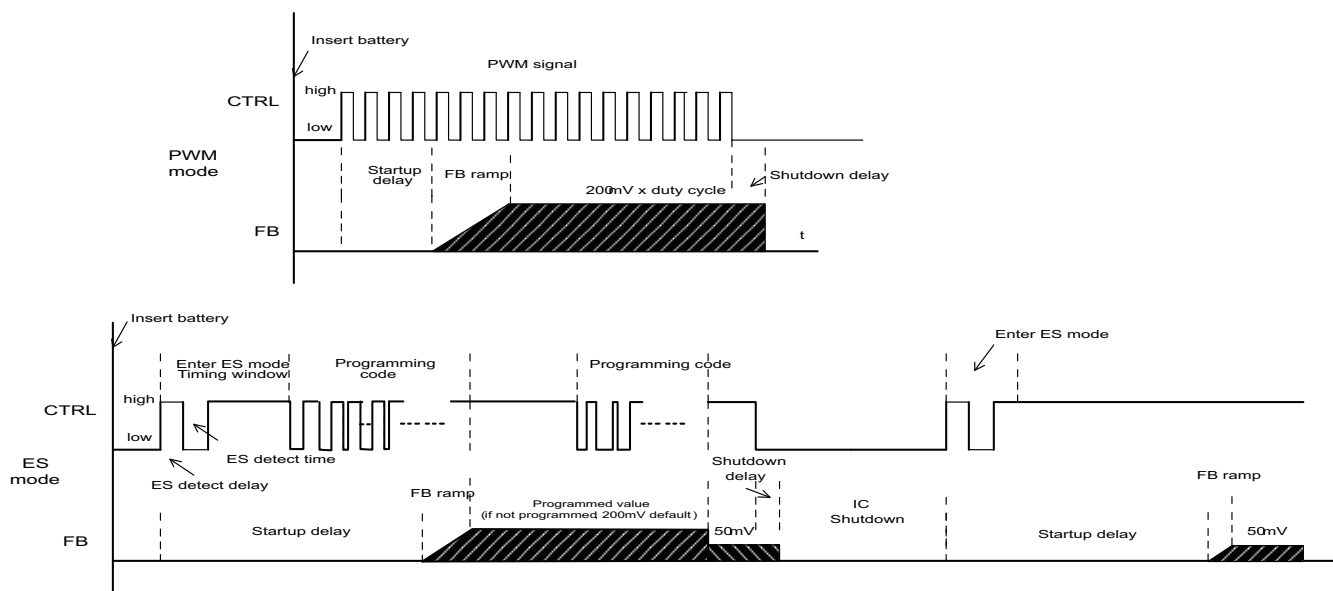 Insert battery
PWM signal
CTRL
high
low
PWM
mode
Startup
delay
FB ramp
200mV x duty cycle
Shutdown delay
FB
t
Insert battery
Enter ES mode
Enter ES mode
Timing window
Programming
code
Programming code
CTRL
high
low
ES
mode
ES detect time
ES detect delay
Shutdown
delay
FB ramp
Programmed value
(if not programmed, 200mV default)
50mV
IC
Shutdown
FB ramp
Startup delay
Startup delay
50mV
FB